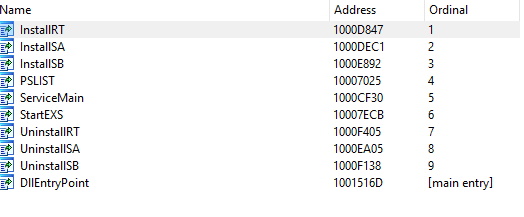 Name Address Ordinal
InstallRT 1000D847 1
InstallSA 1000DEC1 2
InstallSB 1000E892 3
PSLIST 10007025 4
ServiceMain 1000CF30 5
StartEXS 10007ECB 6
UninstallRT 1000F405 7
UninstallSA 1000EA05 8
UninstallSB 1000F138 9
DllEntryPoint 1001516D [main entry]